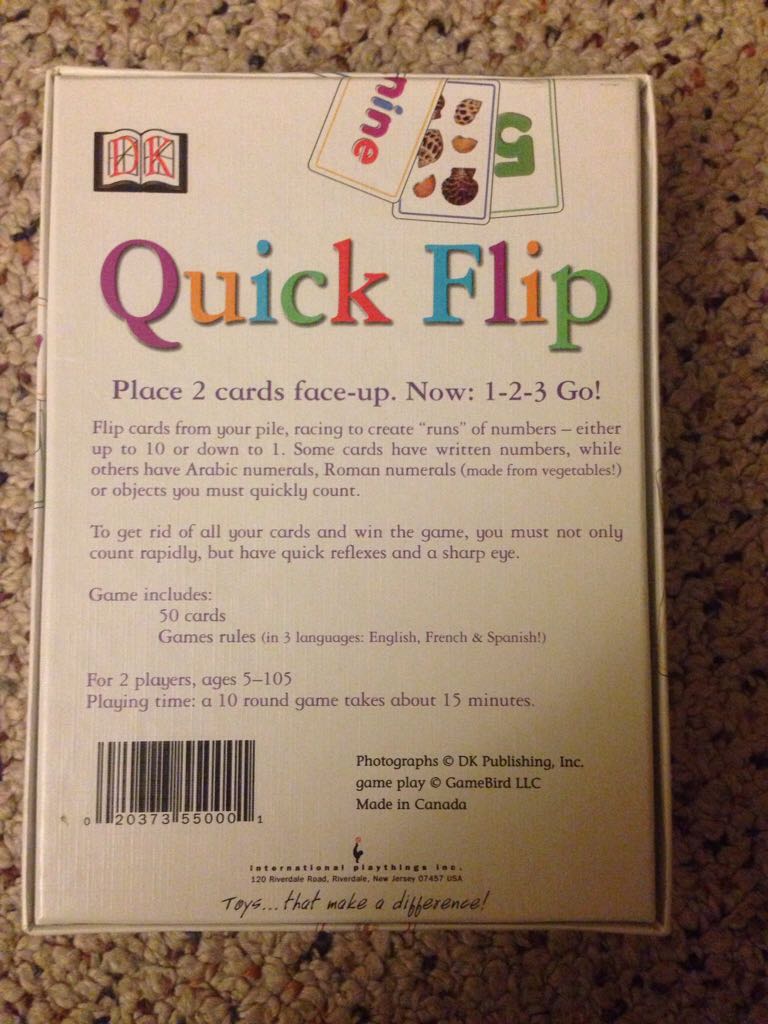 nine
5
DK
Quick Flip
Place 2 cards face-up. Now: 1-2-3 Go!
Flip cards from your pile, racing to create "runs" of numbers – either
up to 10 or down to 1. Some cards have written numbers, while
others have Arabic numerals, Roman numerals (made from vegetables!)
or objects you must quickly count.
To get rid of all your cards and win the game, you must not only
count rapidly, but have quick reflexes and a sharp eye.
Game includes:
50 cards
Games rules (in 3 languages: English, French & Spanish!)
For 2 players, ages 5–105
Playing time: a 10 round game takes about 15 minutes.
Photographs © DK Publishing, Inc.
game play © GameBird LLC
Made in Canada
0 20373 55000 1
international playthings inc.
120 Riverdale Road, Riverdale, New Jersey 07457 USA
Toys...that make a difference!